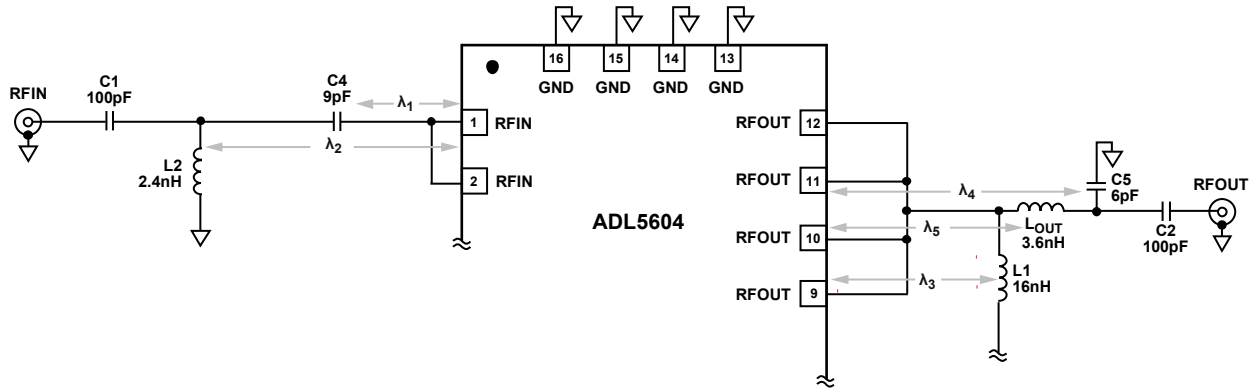 16
15
14
13
GND
GND
GND
GND
RFIN
C1
100pF
C4
9pF
λ1
1
RFIN
λ2
L2
2.4nH
2
RFIN
ADL5604
RFOUT
12
RFOUT
11
RFOUT
10
RFOUT
9
λ4
λ5
λ3
LOUT
3.6nH
L1
16nH
C5
6pF
C2
100pF
RFOUT